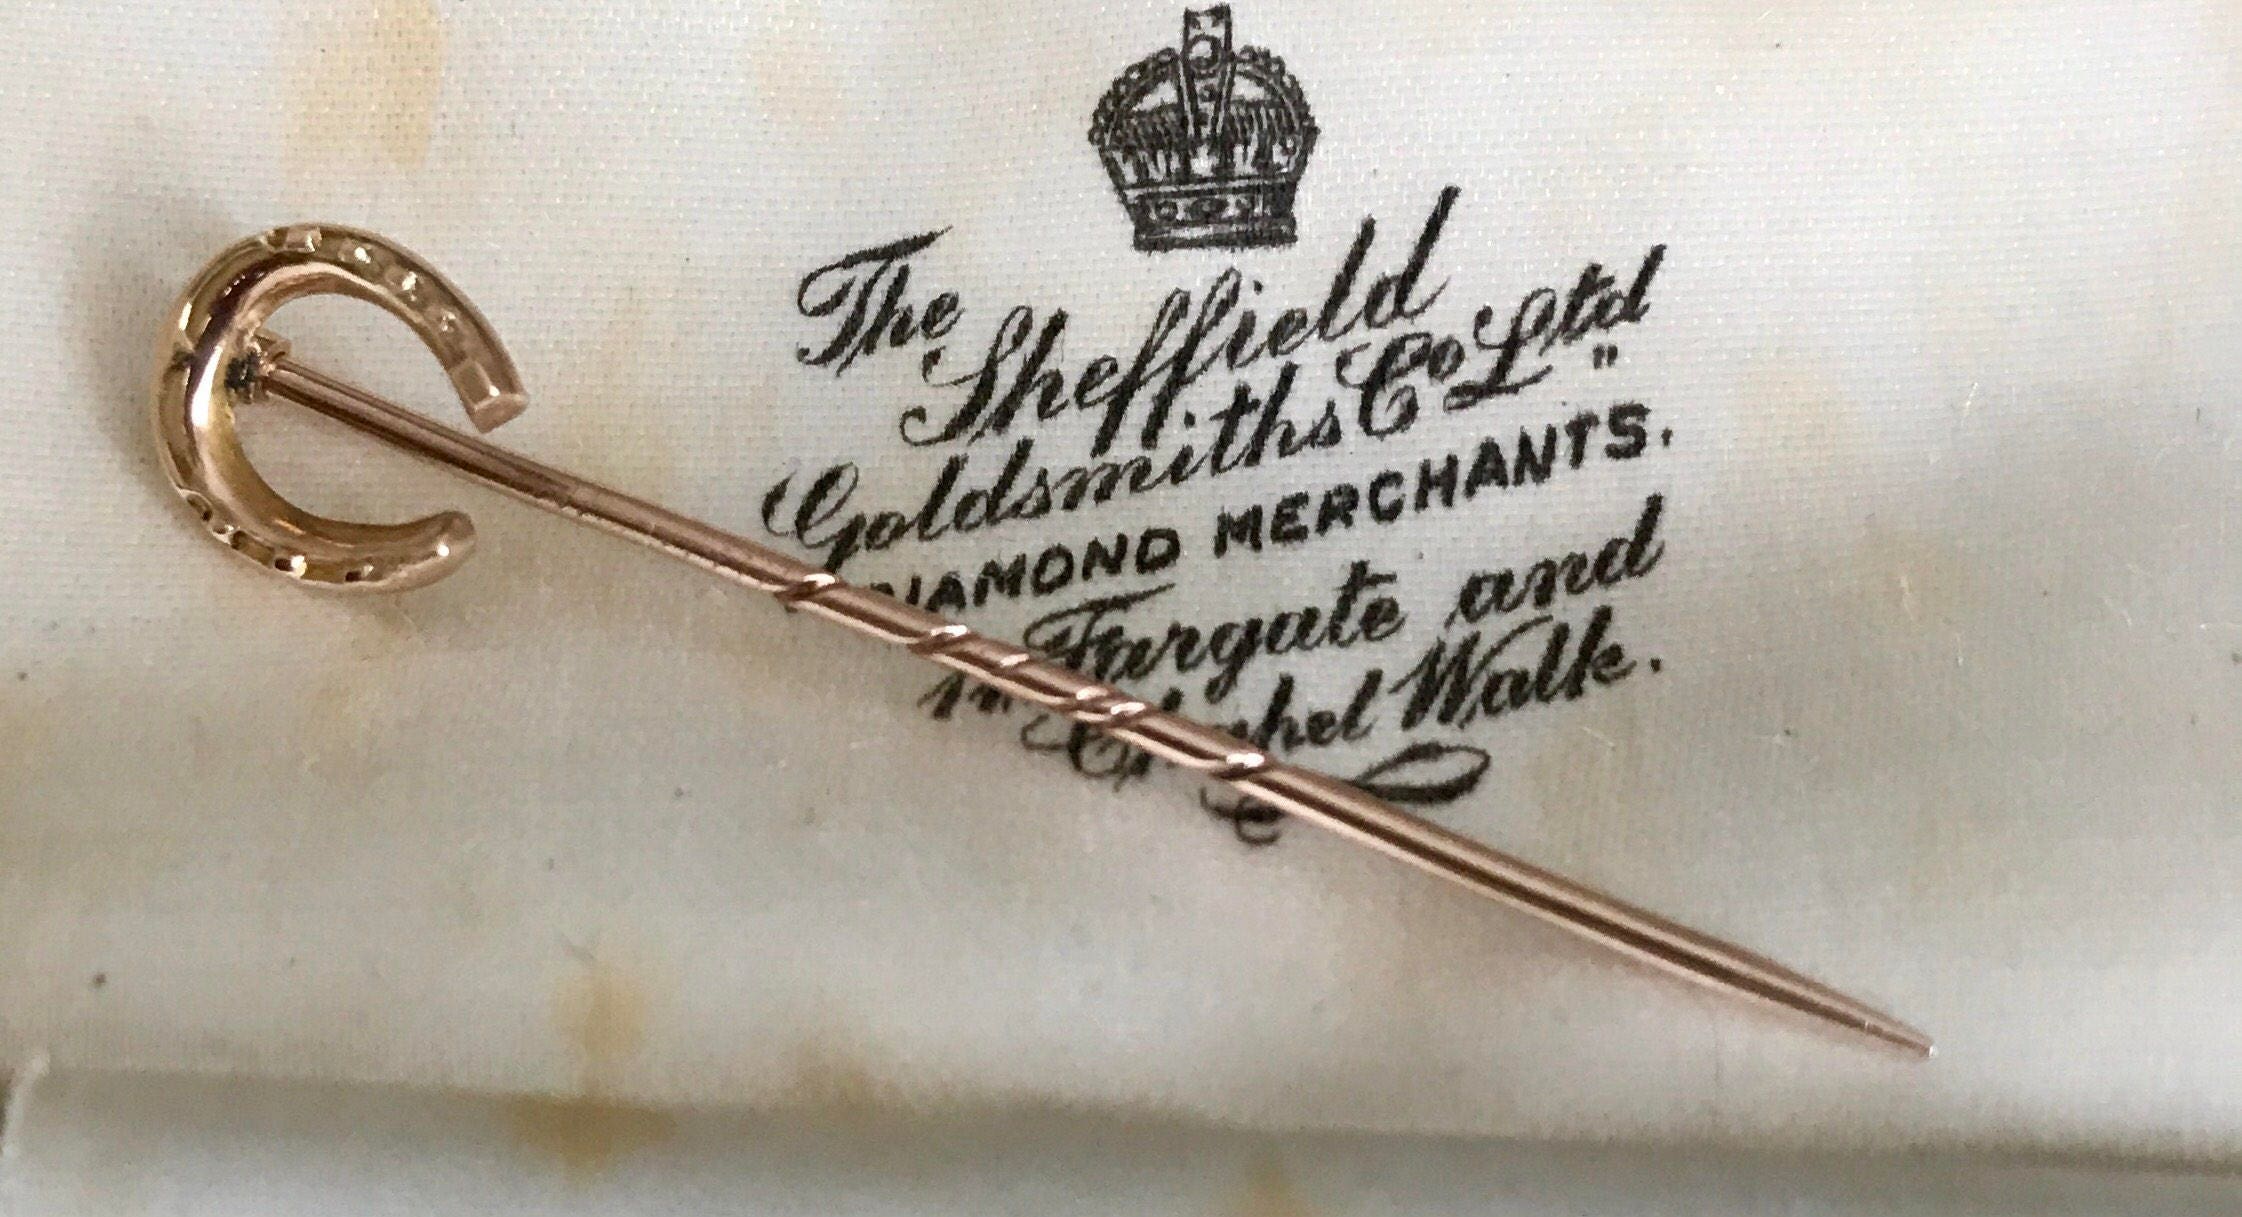 The
Sheffield
Goldsmiths Co Ltd
DIAMOND MERCHANTS.
Fargate and
Walk.